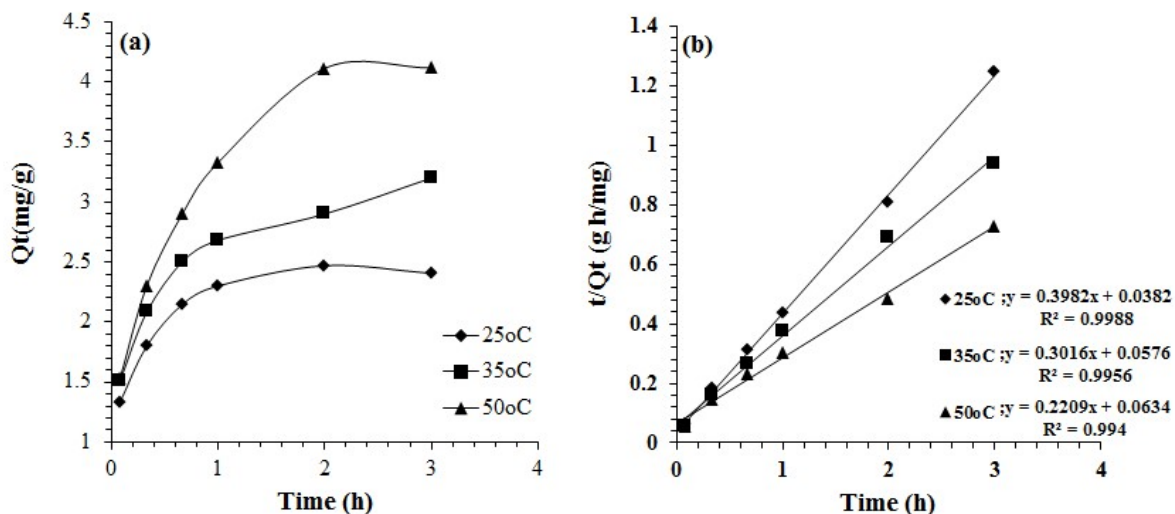 (a)
4.5
4
3.5
3
2.5
2
1.5
1
Qt(mg/g)
0 1 2 3 4
Time (h)
25oC
35oC
50oC
(b)
1.4
1.2
1
0.8
0.6
0.4
0.2
0
t/Qt (g h/mg)
0 1 2 3 4
Time (h)
25oC ;y = 0.3982x + 0.0382
R² = 0.9988
35oC ;y = 0.3016x + 0.0576
R² = 0.9956
50oC ;y = 0.2209x + 0.0634
R² = 0.994